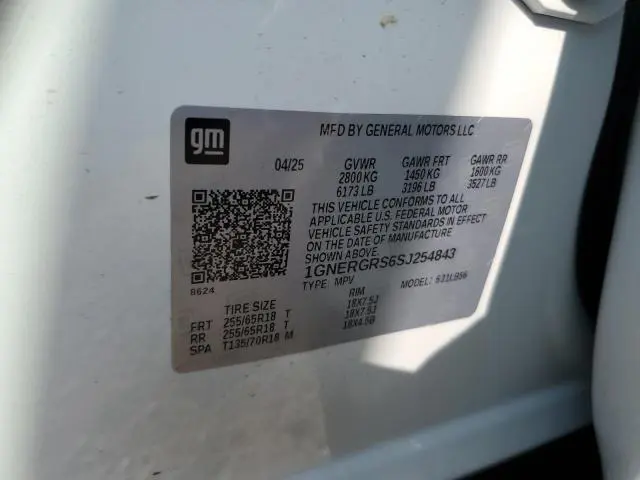 gm
MFD BY GENERAL MOTORS LLC
04/25 GVWR GAWR FRT GAWR RR
2800 KG 1450 KG 1600 KG
6173 LB 3196 LB 3527 LB
THIS VEHICLE CONFORMS TO ALL
APPLICABLE U.S. FEDERAL MOTOR
VEHICLE SAFETY STANDARDS IN EFFECT
ON THE DATE OF MANUFACTURE
SHOWN ABOVE.
1GNERGRS6SJ254843
8624
TYPE: MPV MODEL:
TIRE SIZE RIM
FRT 255/65R18 T 18X7.5J
RR 255/65R18 T 18X7.5J
SPA T135/70R18 M 18X4.5B